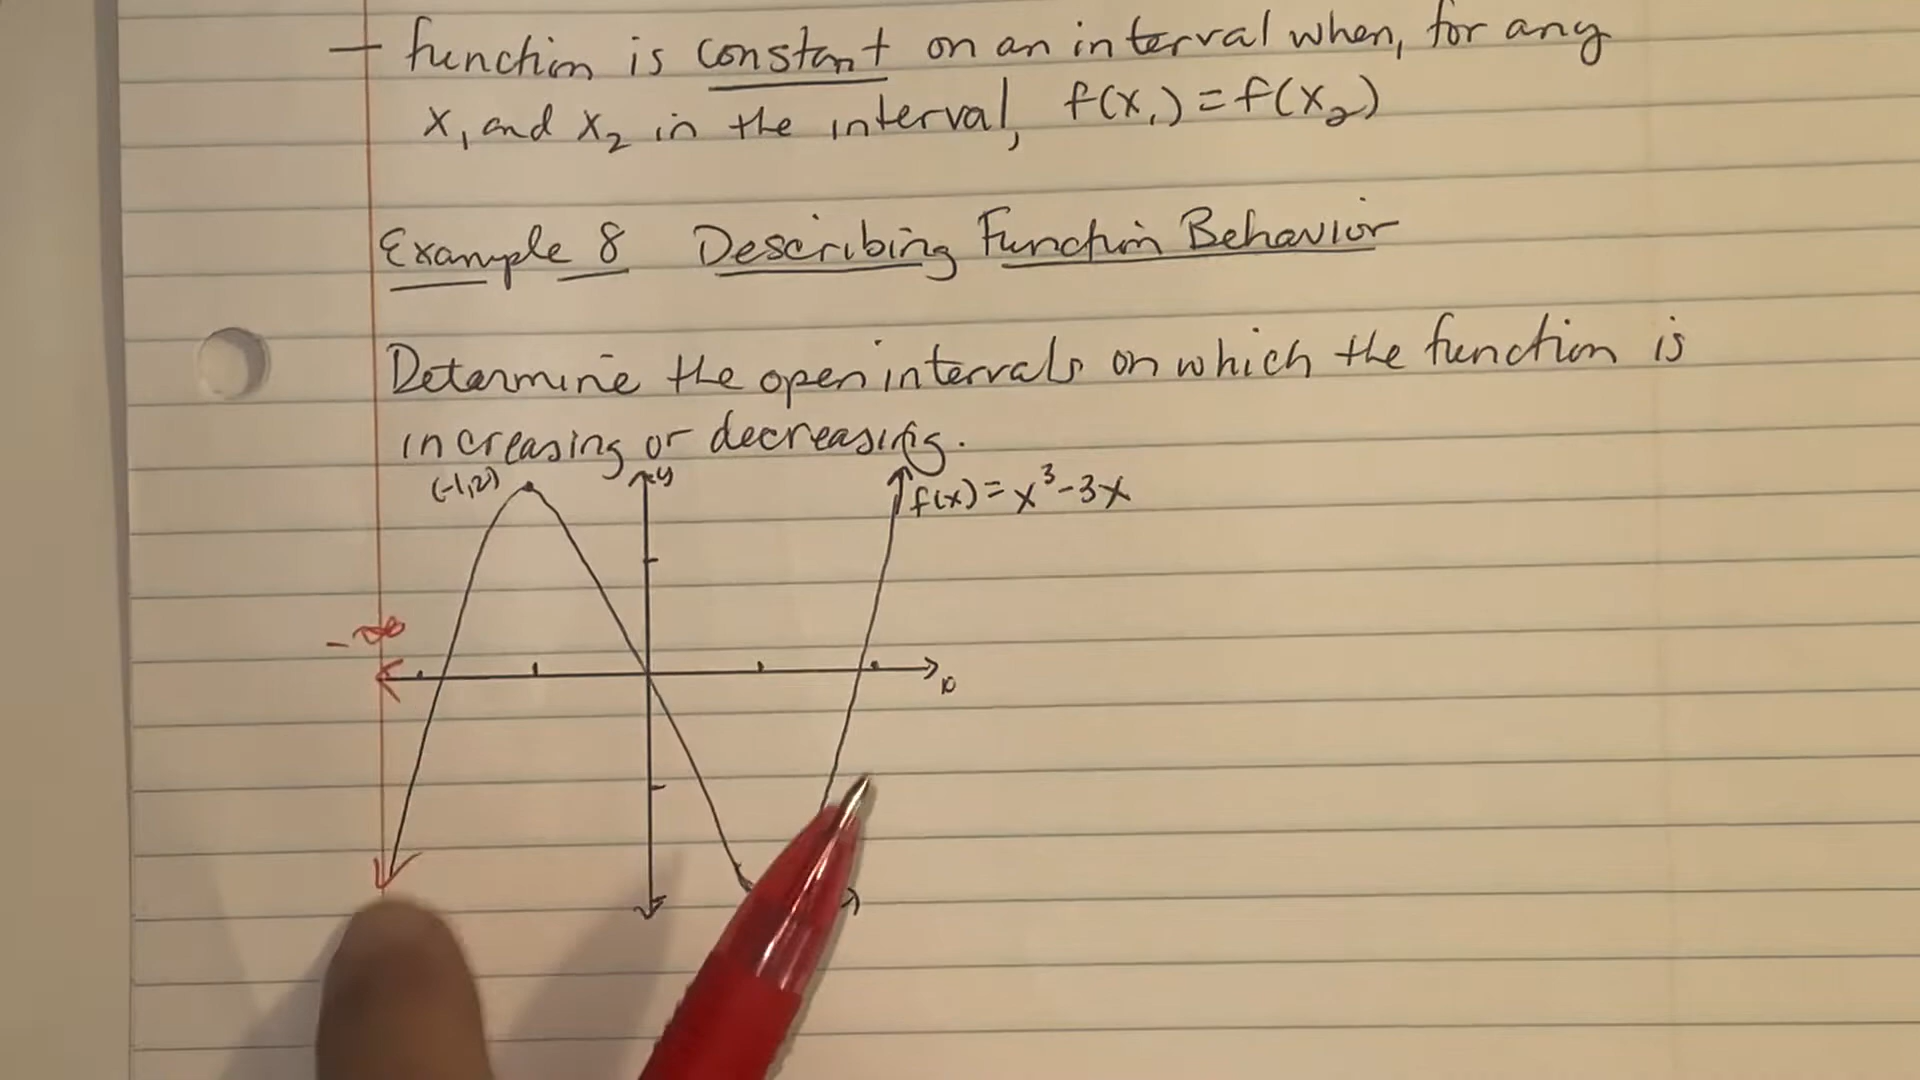 — function is constant on an interval when, for any
x₁ and x₂ in the interval, f(x₁) = f(x₂)
Example 8 Describing Function Behavior
Determine the open intervals on which the function is
increasing or decreasing.
(-1,2)
y
f(x) = x³-3x
-∞